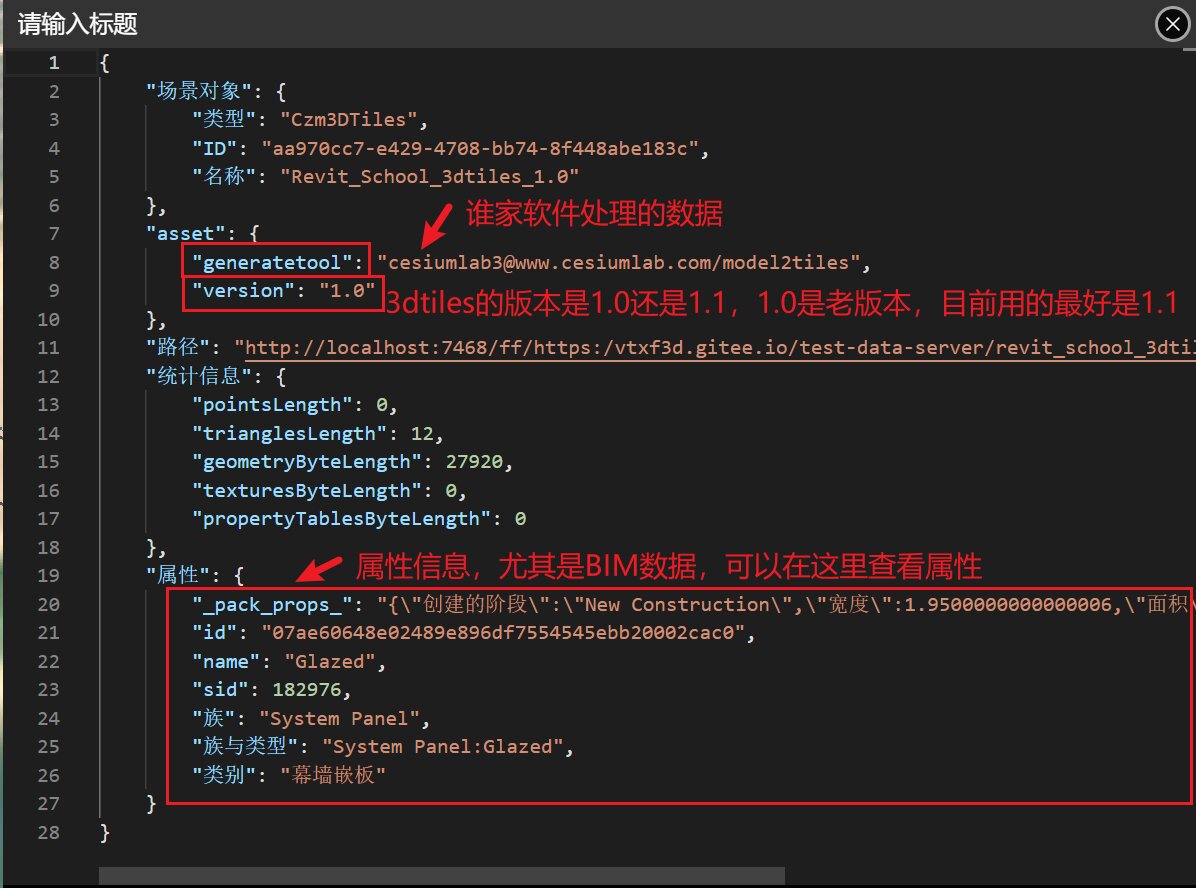 请输入标题
1 {
2 "场景对象": {
3 "类型": "Czm3DTiles",
4 "ID": "aa970cc7-e429-4708-bb74-8f448abe183c",
5 "名称": "Revit_School_3dtiles_1.0"
6 },
谁家软件处理的数据
7 "asset": {
8 "generatetool": "cesiumlab3@www.cesiumlab.com/model2tiles",
9 "version": "1.0"
3dtiles的版本是1.0还是1.1，1.0是老版本，目前用的最好是1.1
10 },
11 "路径": "http://localhost:7468/ff/https:/vtxf3d.gitee.io/test-data-server/revit_school_3dtil
12 "统计信息": {
13 "pointsLength": 0,
14 "trianglesLength": 12,
15 "geometryByteLength": 27920,
16 "texturesByteLength": 0,
17 "propertyTablesByteLength": 0
18 },
属性信息，尤其是BIM数据，可以在这里查看属性
19 "属性": {
20 "_pack_props_": "{\"创建的阶段\":\"New Construction\",\"宽度\":1.9500000000000006,\"面积\
21 "id": "07ae60648e02489e896df7554545ebb20002cac0",
22 "name": "Glazed",
23 "sid": 182976,
24 "族": "System Panel",
25 "族与类型": "System Panel:Glazed",
26 "类别": "幕墙嵌板"
27 }
28 }